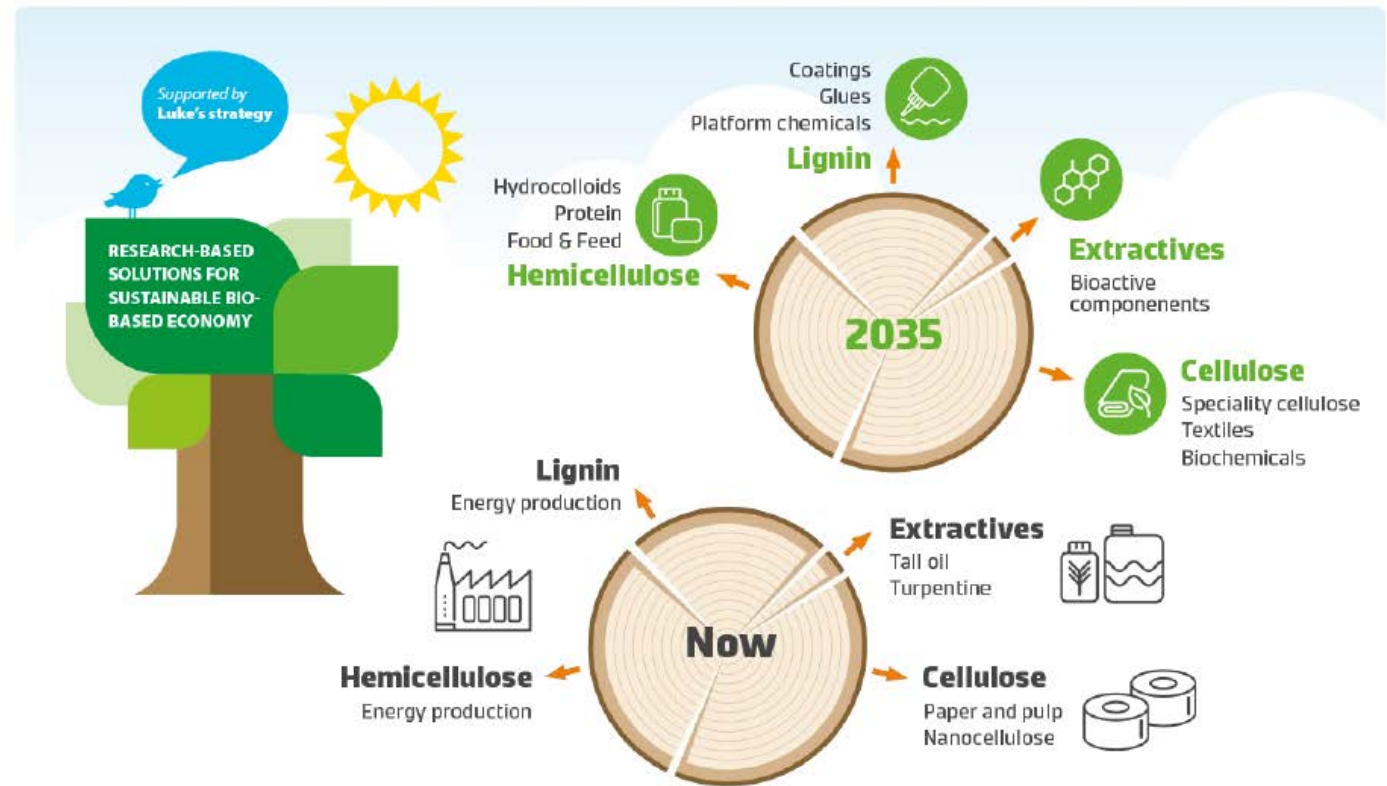 Supported by
Luke's strategy
RESEARCH-BASED
SOLUTIONS FOR
SUSTAINABLE BIO-
BASED ECONOMY
Coatings
Glues
Platform chemicals
Lignin
Hydrocolloids
Protein
Food & Feed
Hemicellulose
Extractives
Bioactive
componenents
2035
Cellulose
Speciality cellulose
Textiles
Biochemicals
Lignin
Energy production
Extractives
Tall oil
Turpentine
Now
Hemicellulose
Energy production
Cellulose
Paper and pulp
Nanocellulose